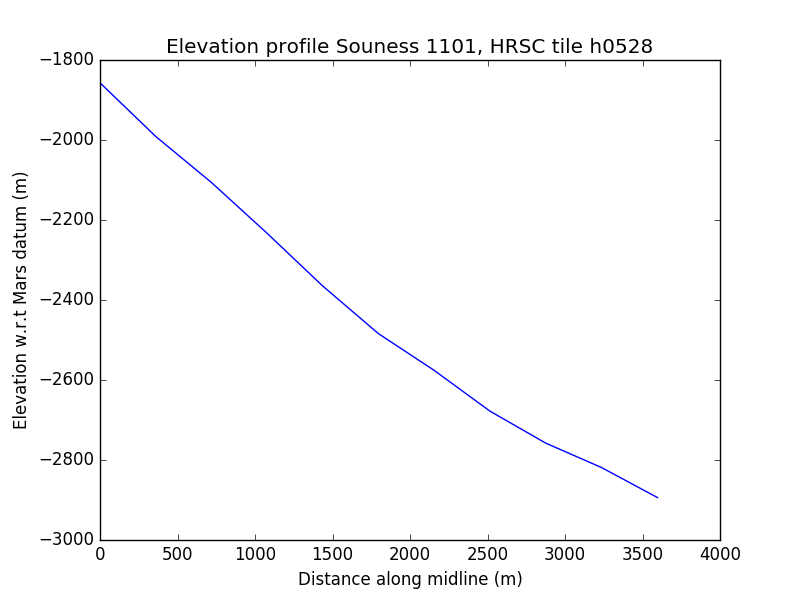 Elevation profile Souness 1101, HRSC tile h0528
−1800
−2000
−2200
−2400
−2600
−2800
−3000
Elevation w.r.t Mars datum (m)
0 500 1000 1500 2000 2500 3000 3500 4000
Distance along midline (m)